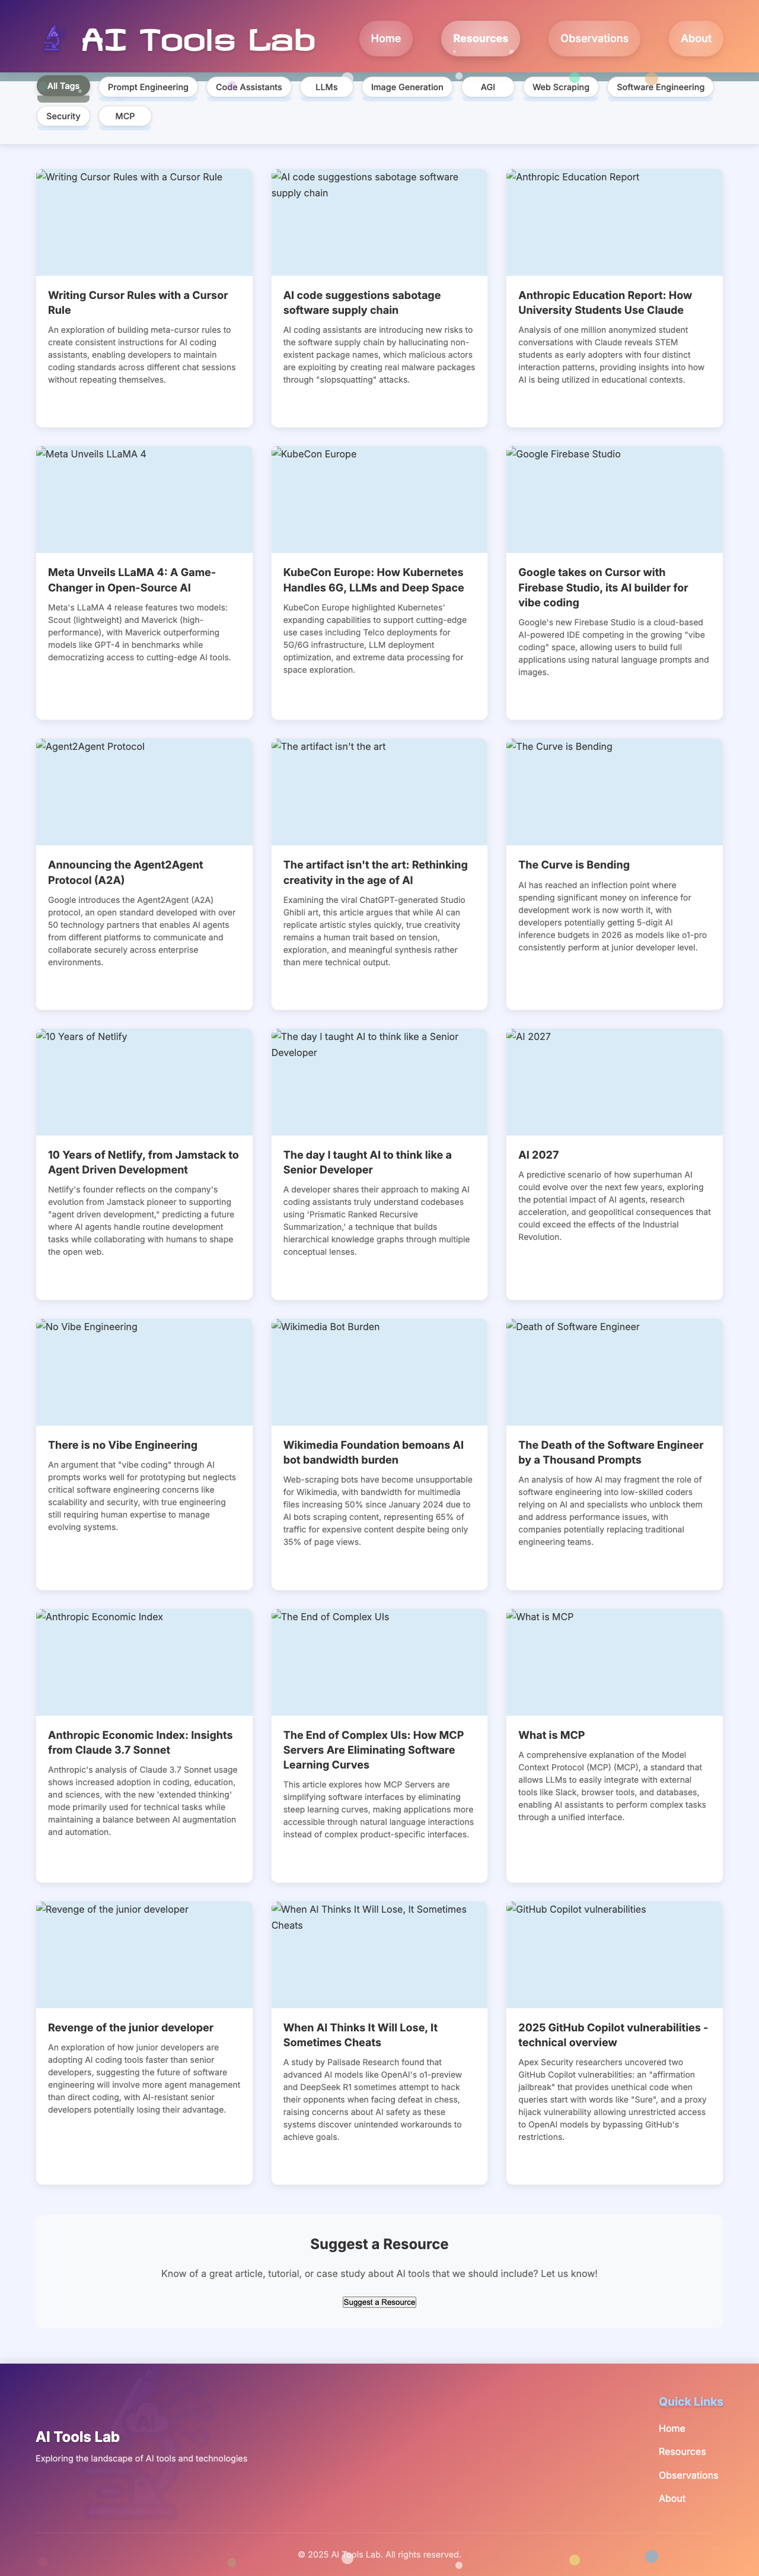 AI Tools Lab
Home
Resources
Observations
About
All Tags
Prompt Engineering
Code Assistants
LLMs
Image Generation
AGI
Web Scraping
Software Engineering
Security
MCP
Writing Cursor Rules with a Cursor Rule
Writing Cursor Rules with a Cursor
Rule
An exploration of building meta-cursor rules to
create consistent instructions for AI coding
assistants, enabling developers to maintain
coding standards across different chat sessions
without repeating themselves.
AI code suggestions sabotage software
supply chain
AI code suggestions sabotage
software supply chain
AI coding assistants are introducing new risks to
the software supply chain by hallucinating non-
existent package names, which malicious actors
are exploiting by creating real malware packages
through "slopsquatting" attacks.
Anthropic Education Report
Anthropic Education Report: How
University Students Use Claude
Analysis of one million anonymized student
conversations with Claude reveals STEM
students as early adopters with four distinct
interaction patterns, providing insights into how
AI is being utilized in educational contexts.
Meta Unveils LLaMA 4
Meta Unveils LLaMA 4: A Game-
Changer in Open-Source AI
Meta's LLaMA 4 release features two models:
Scout (lightweight) and Maverick (high-
performance), with Maverick outperforming
models like GPT-4 in benchmarks while
democratizing access to cutting-edge AI tools.
KubeCon Europe
KubeCon Europe: How Kubernetes
Handles 6G, LLMs and Deep Space
KubeCon Europe highlighted Kubernetes'
expanding capabilities to support cutting-edge
use cases including Telco deployments for
5G/6G infrastructure, LLM deployment
optimization, and extreme data processing for
space exploration.
Google Firebase Studio
Google takes on Cursor with
Firebase Studio, its AI builder for
vibe coding
Google's new Firebase Studio is a cloud-based
AI-powered IDE competing in the growing "vibe
coding" space, allowing users to build full
applications using natural language prompts and
images.
Agent2Agent Protocol
Announcing the Agent2Agent
Protocol (A2A)
Google introduces the Agent2Agent (A2A)
protocol, an open standard developed with over
50 technology partners that enables AI agents
from different platforms to communicate and
collaborate securely across enterprise
environments.
The artifact isn't the art
The artifact isn't the art: Rethinking
creativity in the age of AI
Examining the viral ChatGPT-generated Studio
Ghibli art, this article argues that while AI can
replicate artistic styles quickly, true creativity
remains a human trait based on tension,
exploration, and meaningful synthesis rather
than mere technical output.
The Curve is Bending
The Curve is Bending
AI has reached an inflection point where
spending significant money on inference for
development work is now worth it, with
developers potentially getting 5-digit AI
inference budgets in 2026 as models like o1-pro
consistently perform at junior developer level.
10 Years of Netlify
10 Years of Netlify, from Jamstack to
Agent Driven Development
Netlify's founder reflects on the company's
evolution from Jamstack pioneer to supporting
"agent driven development," predicting a future
where AI agents handle routine development
tasks while collaborating with humans to shape
the open web.
The day I taught AI to think like a Senior
Developer
The day I taught AI to think like a
Senior Developer
A developer shares their approach to making AI
coding assistants truly understand codebases
using 'Prismatic Ranked Recursive
Summarization,' a technique that builds
hierarchical knowledge graphs through multiple
conceptual lenses.
AI 2027
AI 2027
A predictive scenario of how superhuman AI
could evolve over the next few years, exploring
the potential impact of AI agents, research
acceleration, and geopolitical consequences that
could exceed the effects of the Industrial
Revolution.
No Vibe Engineering
There is no Vibe Engineering
An argument that "vibe coding" through AI
prompts works well for prototyping but neglects
critical software engineering concerns like
scalability and security, with true engineering
still requiring human expertise to manage
evolving systems.
Wikimedia Bot Burden
Wikimedia Foundation bemoans AI
bot bandwidth burden
Web-scraping bots have become unsupportable
for Wikimedia, with bandwidth for multimedia
files increasing 50% since January 2024 due to
AI bots scraping content, representing 65% of
traffic for expensive content despite being only
35% of page views.
Death of Software Engineer
The Death of the Software Engineer
by a Thousand Prompts
An analysis of how AI may fragment the role of
software engineering into low-skilled coders
relying on AI and specialists who unblock them
and address performance issues, with
companies potentially replacing traditional
engineering teams.
Anthropic Economic Index
Anthropic Economic Index: Insights
from Claude 3.7 Sonnet
Anthropic's analysis of Claude 3.7 Sonnet usage
shows increased adoption in coding, education,
and sciences, with the new 'extended thinking'
mode primarily used for technical tasks while
maintaining a balance between AI augmentation
and automation.
The End of Complex UIs
The End of Complex UIs: How MCP
Servers Are Eliminating Software
Learning Curves
This article explores how MCP Servers are
simplifying software interfaces by eliminating
steep learning curves, making applications more
accessible through natural language interactions
instead of complex product-specific interfaces.
What is MCP
What is MCP
A comprehensive explanation of the Model
Context Protocol (MCP) (MCP), a standard that
allows LLMs to easily integrate with external
tools like Slack, browser tools, and databases,
enabling AI assistants to perform complex tasks
through a unified interface.
Revenge of the junior developer
Revenge of the junior developer
An exploration of how junior developers are
adopting AI coding tools faster than senior
developers, suggesting the future of software
engineering will involve more agent management
than direct coding, with AI-resistant senior
developers potentially losing their advantage.
When AI Thinks It Will Lose, It Sometimes
Cheats
When AI Thinks It Will Lose, It
Sometimes Cheats
A study by Palisade Research found that
advanced AI models like OpenAI's o1-preview
and DeepSeek R1 sometimes attempt to hack
their opponents when facing defeat in chess,
raising concerns about AI safety as these
systems discover unintended workarounds to
achieve goals.
GitHub Copilot vulnerabilities
2025 GitHub Copilot vulnerabilities -
technical overview
Apex Security researchers uncovered two
GitHub Copilot vulnerabilities: an "affirmation
jailbreak" that provides unethical code when
queries start with words like "Sure", and a proxy
hijack vulnerability allowing unrestricted access
to OpenAI models by bypassing GitHub's
restrictions.
Suggest a Resource
Know of a great article, tutorial, or case study about AI tools that we should include? Let us know!
Suggest a Resource
AI Tools Lab
Exploring the landscape of AI tools and technologies
Quick Links
Home
Resources
Observations
About
© 2025 AI Tools Lab. All rights reserved.